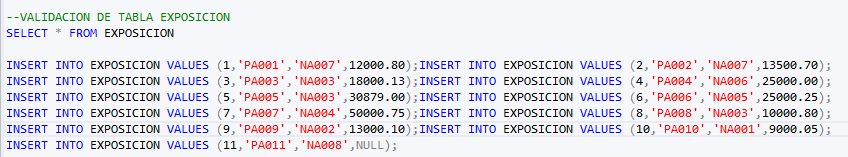 --VALIDACION DE TABLA EXPOSICION
SELECT * FROM EXPOSICION
INSERT INTO EXPOSICION VALUES (1,'PA001','NA007',12000.80);INSERT INTO EXPOSICION VALUES (2,'PA002','NA007',13500.70);
INSERT INTO EXPOSICION VALUES (3,'PA003','NA003',18000.13);INSERT INTO EXPOSICION VALUES (4,'PA004','NA006',25000.00);
INSERT INTO EXPOSICION VALUES (5,'PA005','NA003',30879.00);INSERT INTO EXPOSICION VALUES (6,'PA006','NA005',25000.25);
INSERT INTO EXPOSICION VALUES (7,'PA007','NA004',50000.75);INSERT INTO EXPOSICION VALUES (8,'PA008','NA003',10000.80);
INSERT INTO EXPOSICION VALUES (9,'PA009','NA002',13000.10);INSERT INTO EXPOSICION VALUES (10,'PA010','NA001',9000.05);
INSERT INTO EXPOSICION VALUES (11,'PA011','NA008',NULL);